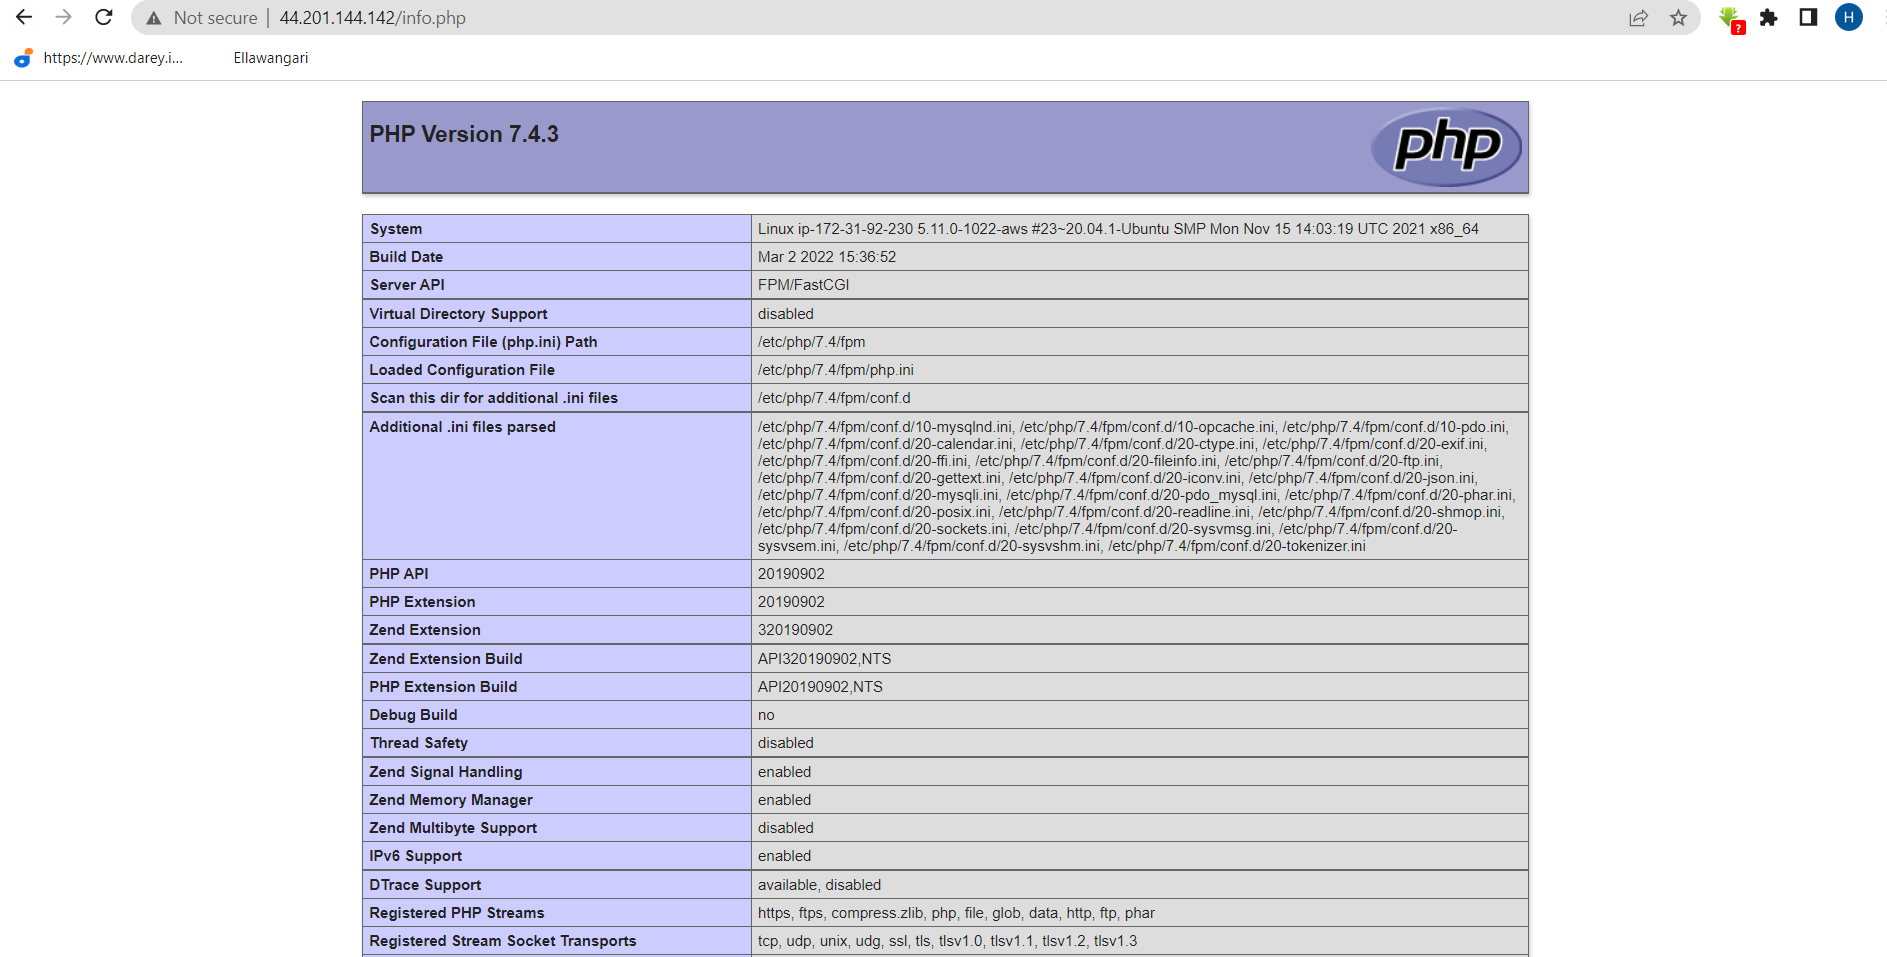 Not secure | 44.201.144.142/info.php
?
H
https://www.darey.i...
Ellawangari
PHP Version 7.4.3
php
System
Linux ip-172-31-92-230 5.11.0-1022-aws #23~20.04.1-Ubuntu SMP Mon Nov 15 14:03:19 UTC 2021 x86_64
Build Date
Mar 2 2022 15:36:52
Server API
FPM/FastCGI
Virtual Directory Support
disabled
Configuration File (php.ini) Path
/etc/php/7.4/fpm
Loaded Configuration File
/etc/php/7.4/fpm/php.ini
Scan this dir for additional .ini files
/etc/php/7.4/fpm/conf.d
Additional .ini files parsed
/etc/php/7.4/fpm/conf.d/10-mysqlnd.ini, /etc/php/7.4/fpm/conf.d/10-opcache.ini, /etc/php/7.4/fpm/conf.d/10-pdo.ini,
/etc/php/7.4/fpm/conf.d/20-calendar.ini, /etc/php/7.4/fpm/conf.d/20-ctype.ini, /etc/php/7.4/fpm/conf.d/20-exif.ini,
/etc/php/7.4/fpm/conf.d/20-ffi.ini, /etc/php/7.4/fpm/conf.d/20-fileinfo.ini, /etc/php/7.4/fpm/conf.d/20-ftp.ini,
/etc/php/7.4/fpm/conf.d/20-gettext.ini, /etc/php/7.4/fpm/conf.d/20-iconv.ini, /etc/php/7.4/fpm/conf.d/20-json.ini,
/etc/php/7.4/fpm/conf.d/20-mysqli.ini, /etc/php/7.4/fpm/conf.d/20-pdo_mysql.ini, /etc/php/7.4/fpm/conf.d/20-phar.ini,
/etc/php/7.4/fpm/conf.d/20-posix.ini, /etc/php/7.4/fpm/conf.d/20-readline.ini, /etc/php/7.4/fpm/conf.d/20-shmop.ini,
/etc/php/7.4/fpm/conf.d/20-sockets.ini, /etc/php/7.4/fpm/conf.d/20-sysvmsg.ini, /etc/php/7.4/fpm/conf.d/20-
sysvsem.ini, /etc/php/7.4/fpm/conf.d/20-sysvshm.ini, /etc/php/7.4/fpm/conf.d/20-tokenizer.ini
PHP API
20190902
PHP Extension
20190902
Zend Extension
320190902
Zend Extension Build
API320190902,NTS
PHP Extension Build
API20190902,NTS
Debug Build
no
Thread Safety
disabled
Zend Signal Handling
enabled
Zend Memory Manager
enabled
Zend Multibyte Support
disabled
IPv6 Support
enabled
DTrace Support
available, disabled
Registered PHP Streams
https, ftps, compress.zlib, php, file, glob, data, http, ftp, phar
Registered Stream Socket Transports
tcp, udp, unix, udg, ssl, tls, tlsv1.0, tlsv1.1, tlsv1.2, tlsv1.3